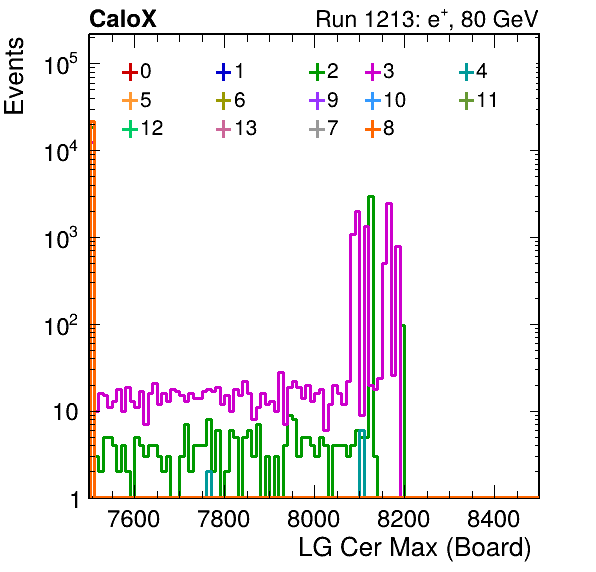 CaloX Run 1213: e⁺, 80 GeV
Events
0 1 2 3 4
5 6 9 10 11
12 13 7 8
10⁵
10⁴
10³
10²
10
1
7600 7800 8000 8200 8400
LG Cer Max (Board)